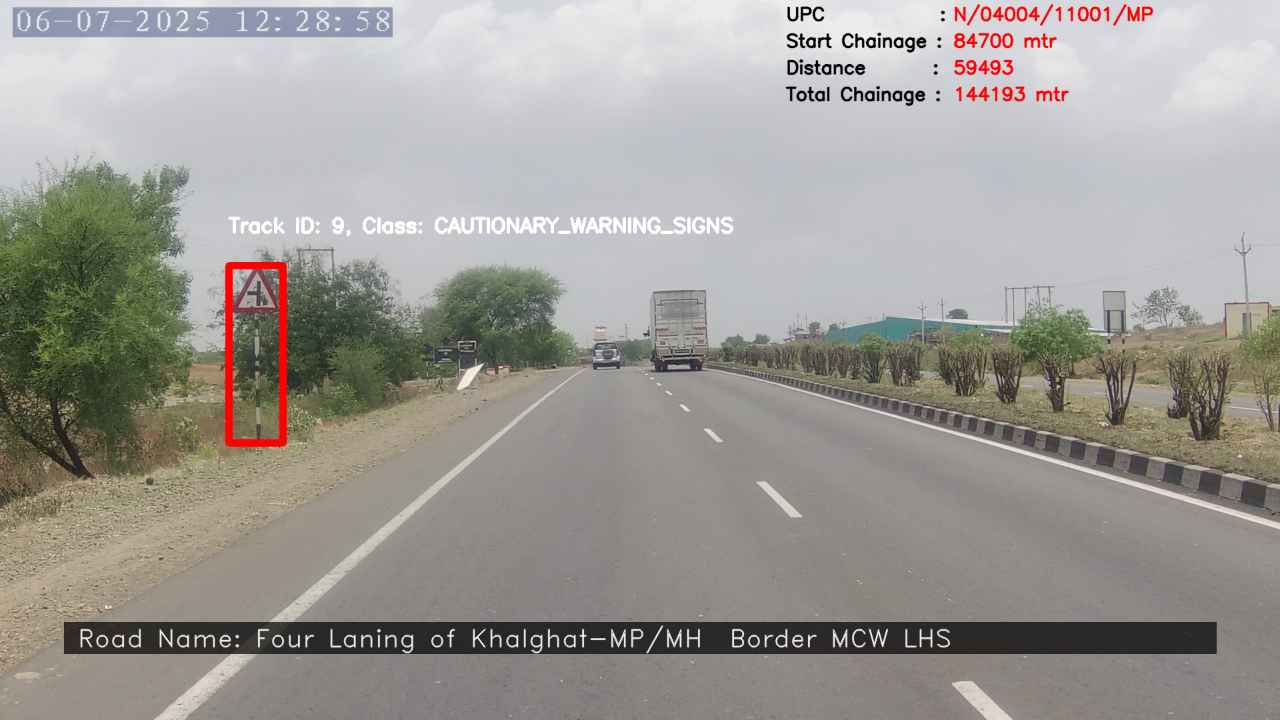 06-07-2025 12:28:58
UPC : N/04004/11001/MP
Start Chainage : 84700 mtr
Distance : 59493
Total Chainage : 144193 mtr
Track ID: 9, Class: CAUTIONARY_WARNING_SIGNS
Road Name: Four Laning of Khalghat-MP/MH Border MCW LHS